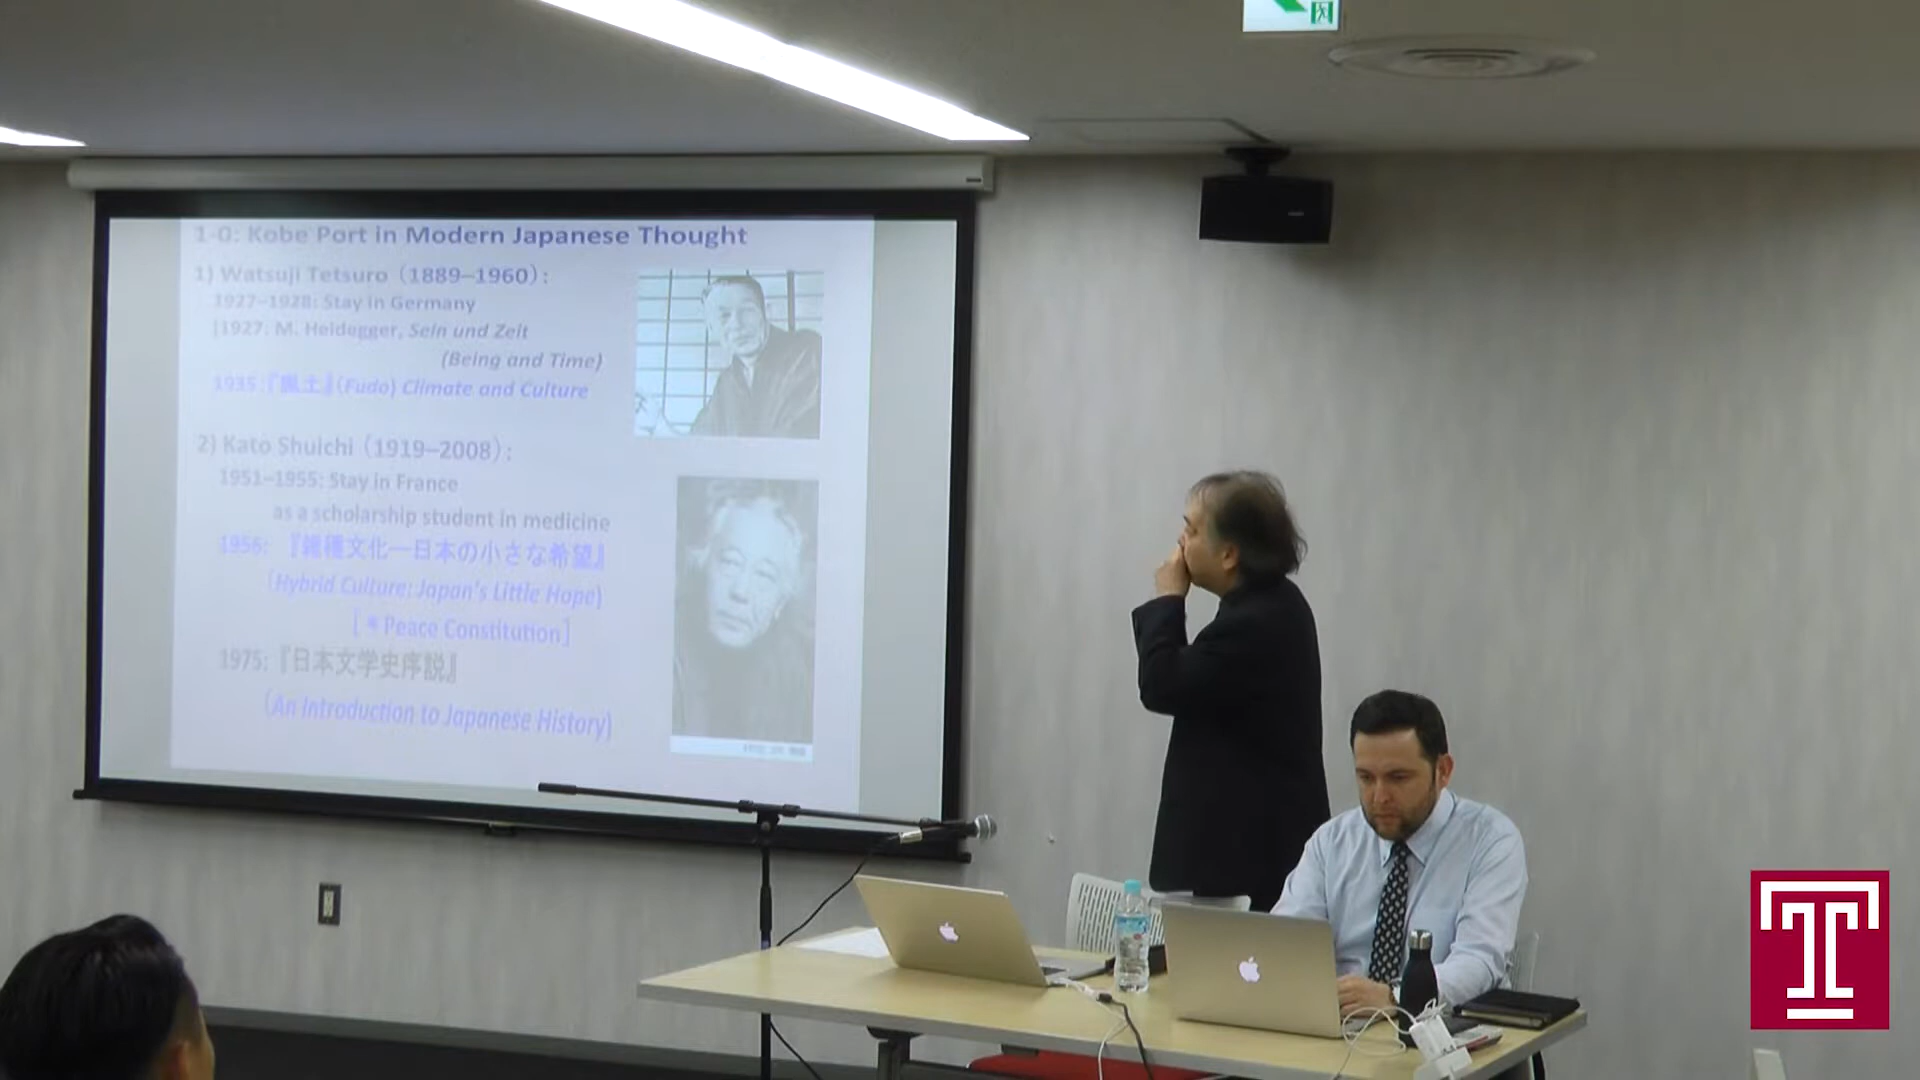 1-0: Kobe Port in Modern Japanese Thought
1) Watsuji Tetsuro (1889–1960):
1927–1928: Stay in Germany
[1927: M. Heidegger, Sein und Zeit
(Being and Time)
1935:『風土』(Fudo) Climate and Culture
2) Kato Shuichi (1919–2008):
1951–1955: Stay in France
as a scholarship student in medicine
1956: 『雑種文化―日本の小さな希望』
(Hybrid Culture: Japan's Little Hope)
[*Peace Constitution]
1975:『日本文学史序説』
(An Introduction to Japanese History)
T